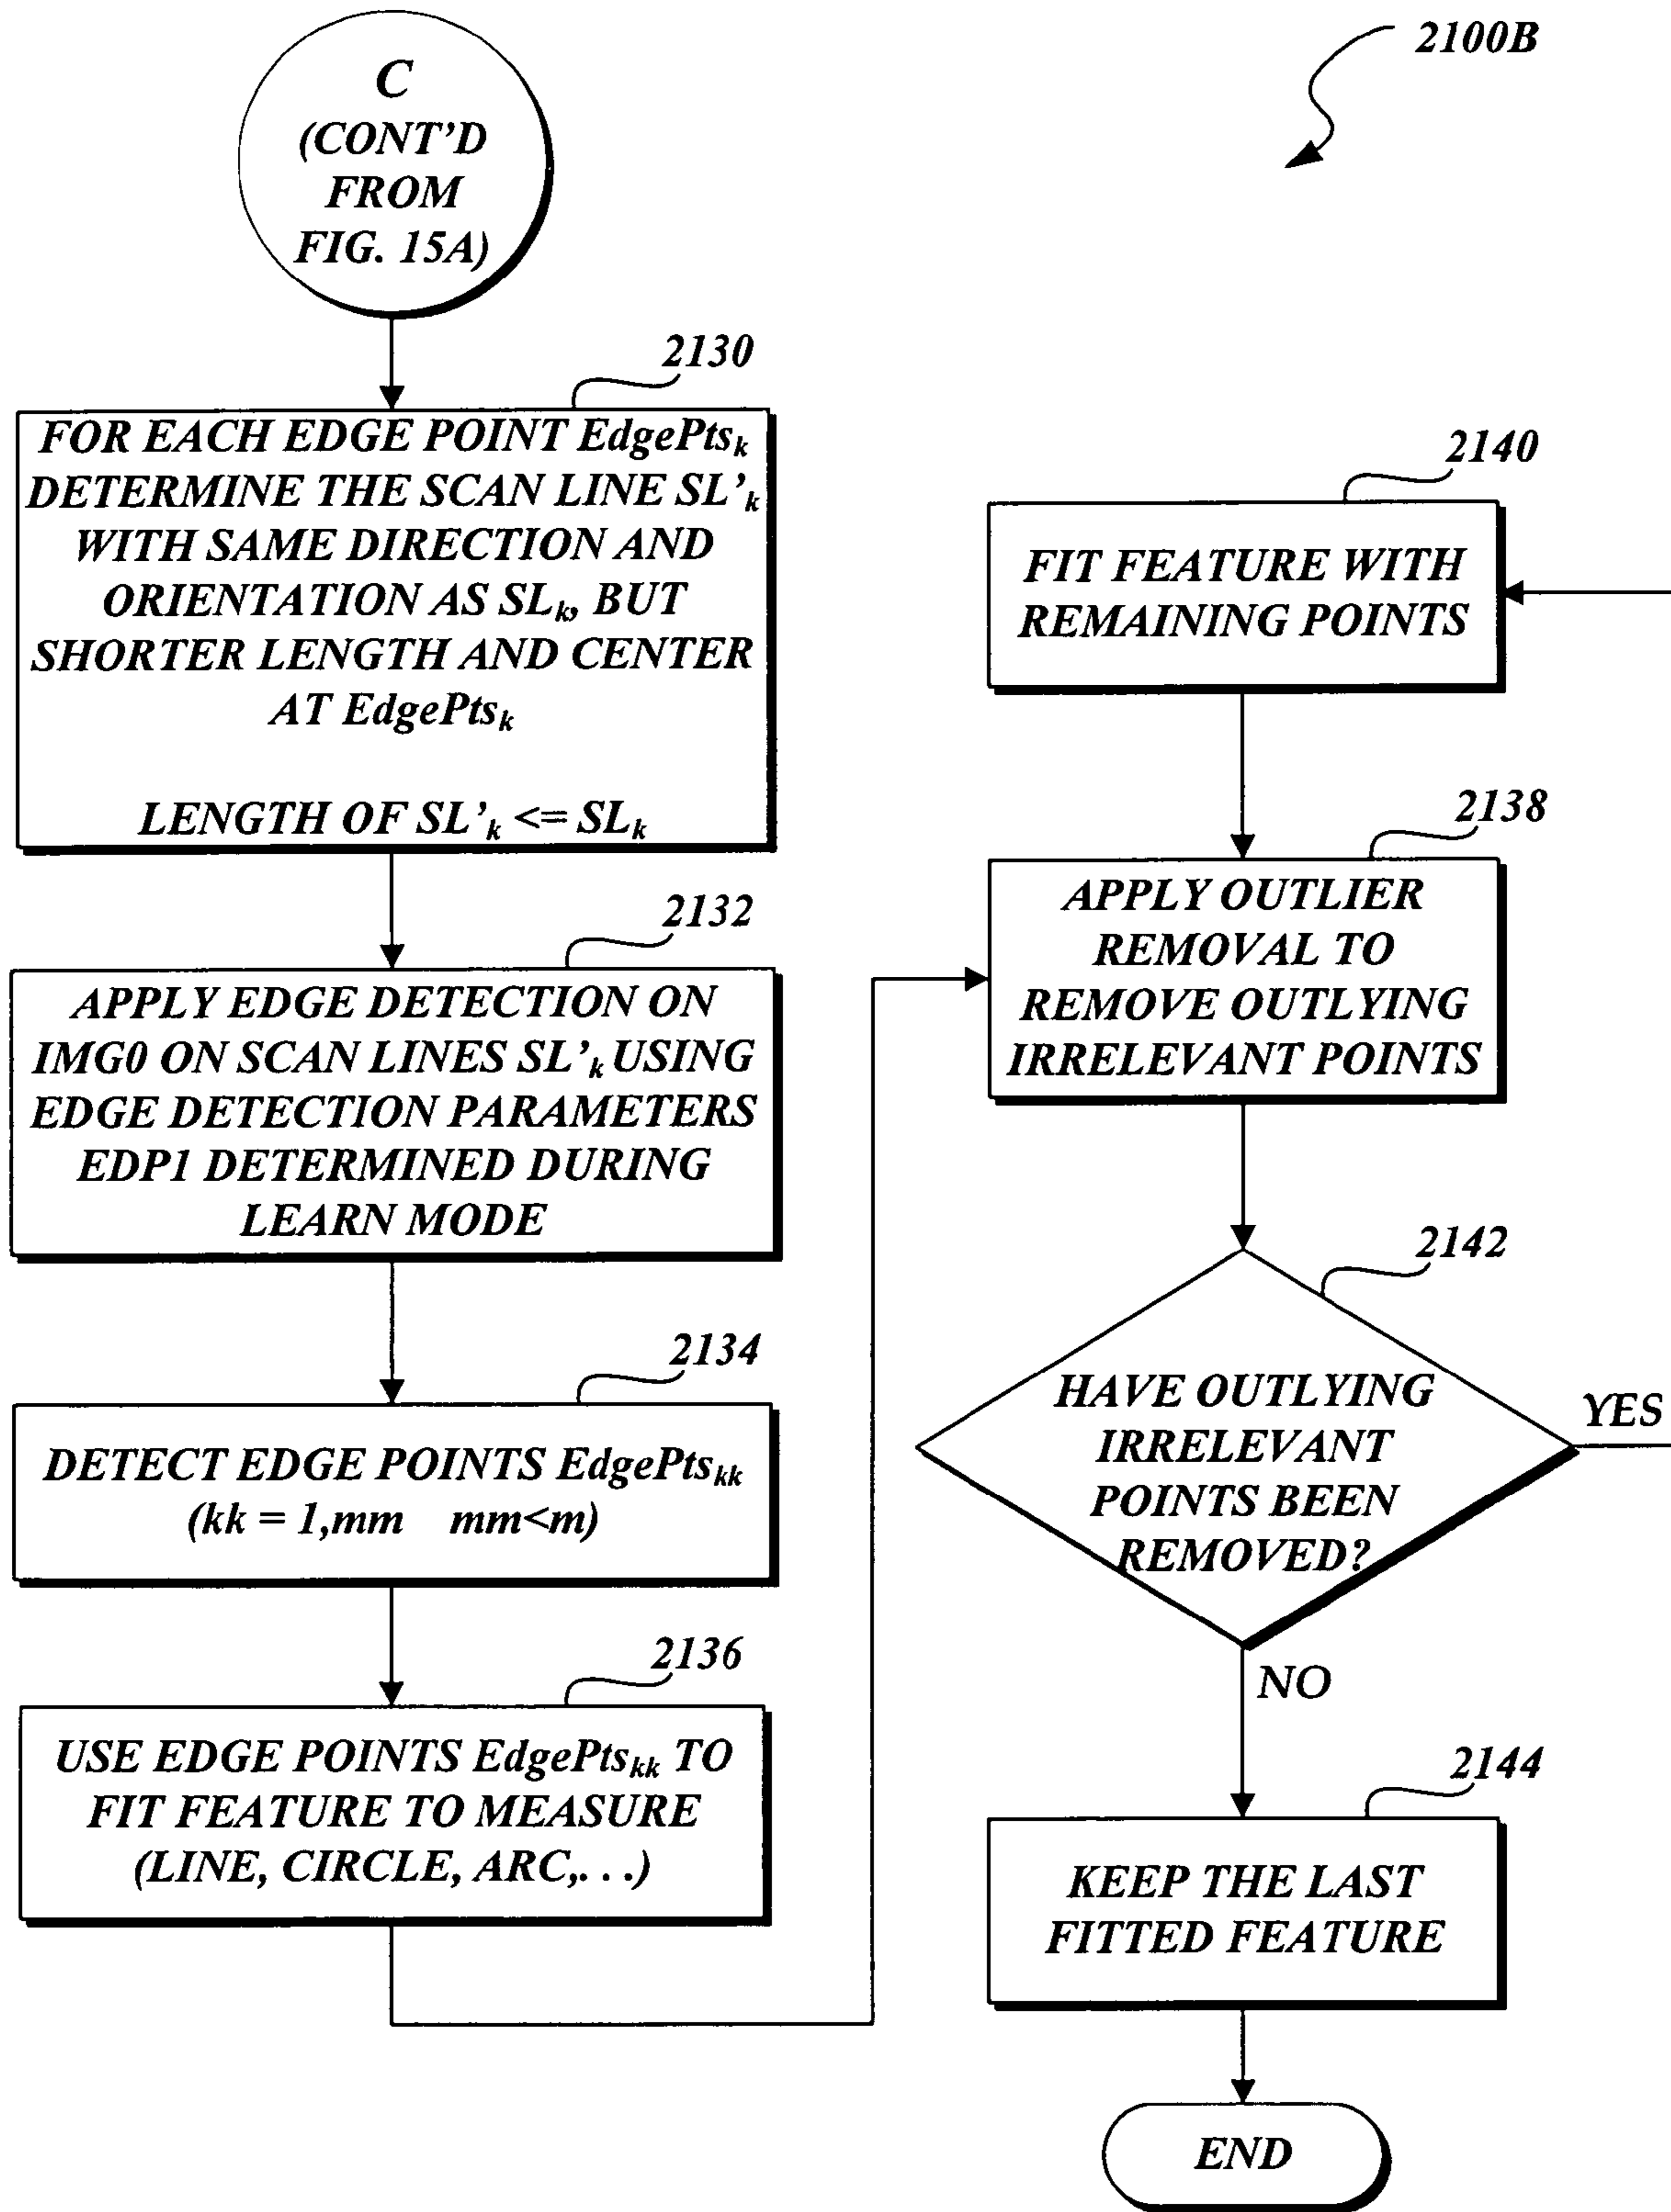 2100B
C
(CONT'D
FROM
FIG. 15A)
2130
FOR EACH EDGE POINT EdgePtsₖ
DETERMINE THE SCAN LINE SL'ₖ
WITH SAME DIRECTION AND
ORIENTATION AS SLₖ, BUT
SHORTER LENGTH AND CENTER
AT EdgePtsₖ
LENGTH OF SL'ₖ <= SLₖ
2132
APPLY EDGE DETECTION ON
IMG0 ON SCAN LINES SL'ₖ USING
EDGE DETECTION PARAMETERS
EDP1 DETERMINED DURING
LEARN MODE
2134
DETECT EDGE POINTS EdgePtsₖₖ
(kk = 1,mm mm<m)
2136
USE EDGE POINTS EdgePtsₖₖ TO
FIT FEATURE TO MEASURE
(LINE, CIRCLE, ARC,. . .)
2140
FIT FEATURE WITH
REMAINING POINTS
2138
APPLY OUTLIER
REMOVAL TO
REMOVE OUTLYING
IRRELEVANT POINTS
2142
HAVE OUTLYING
IRRELEVANT
POINTS BEEN
REMOVED?
YES
NO
2144
KEEP THE LAST
FITTED FEATURE
END